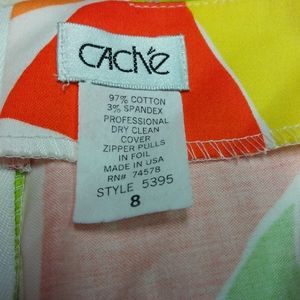 CACHé
97% COTTON
3% SPANDEX
PROFESSIONAL
DRY CLEAN
COVER
ZIPPER PULLS
IN FOIL
MADE IN USA
RN# 74578
STYLE 5395
8